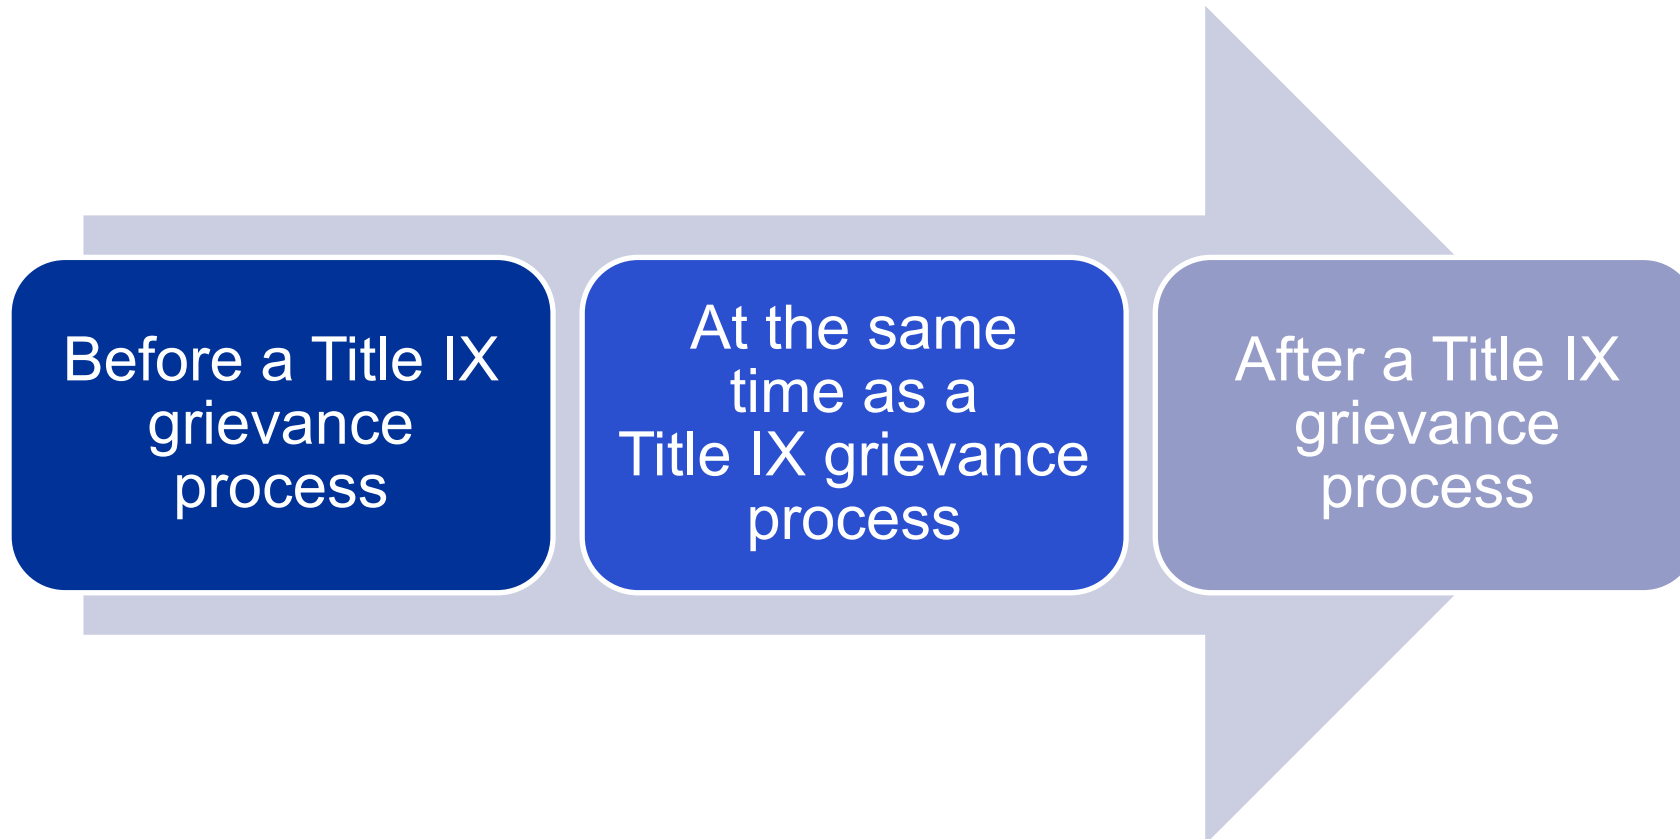 Before a Title IX
grievance
process
At the same
time as a
Title IX grievance
process
After a Title IX
grievance
process